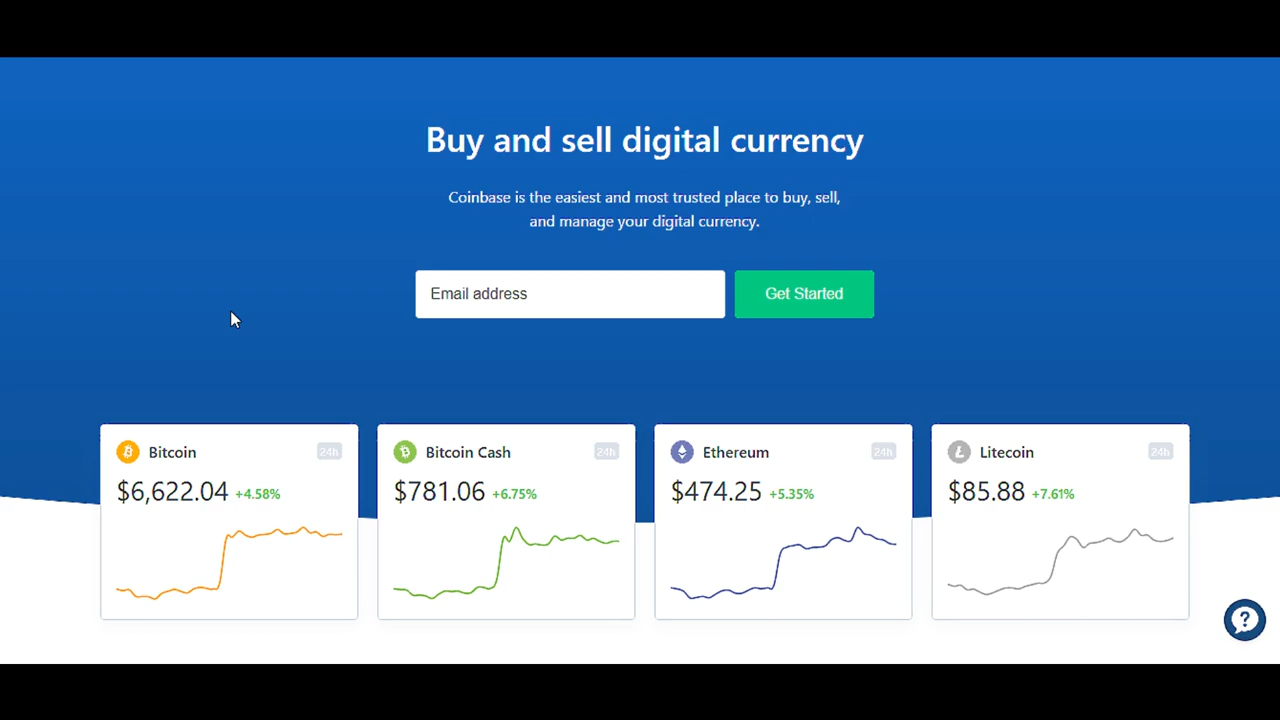 Buy and sell digital currency
Coinbase is the easiest and most trusted place to buy, sell,
and manage your digital currency.
Email address
Get Started
Bitcoin 24h
$6,622.04 +4.58%
Bitcoin Cash 24h
$781.06 +6.75%
Ethereum 24h
$474.25 +5.35%
Litecoin 24h
$85.88 +7.61%